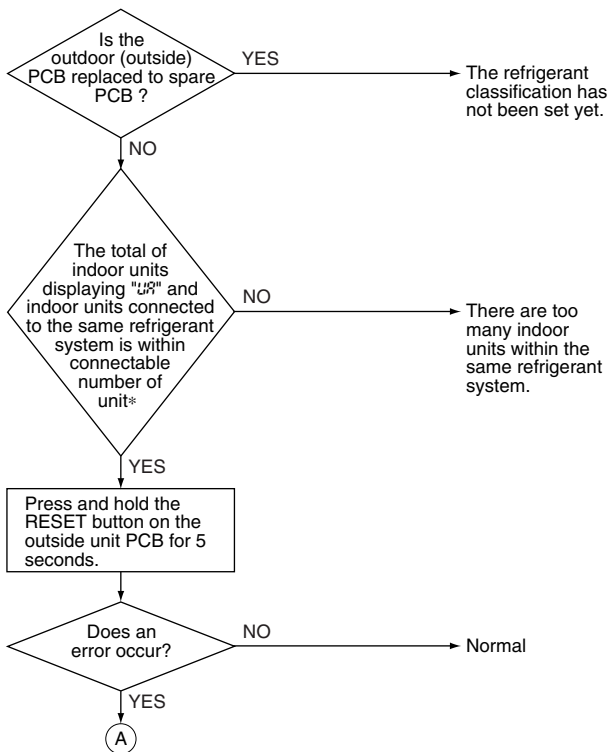 Is the
outdoor (outside)
PCB replaced to spare
PCB ?
YES
The refrigerant
classification has
not been set yet.
NO
The total of
indoor units
displaying "UA" and
indoor units connected
to the same refrigerant
system is within
connectable
number of
unit*
NO
There are too
many indoor
units within the
same refrigerant
system.
YES
Press and hold the
RESET button on the
outside unit PCB for 5
seconds.
Does an
error occur?
NO
Normal
YES
A